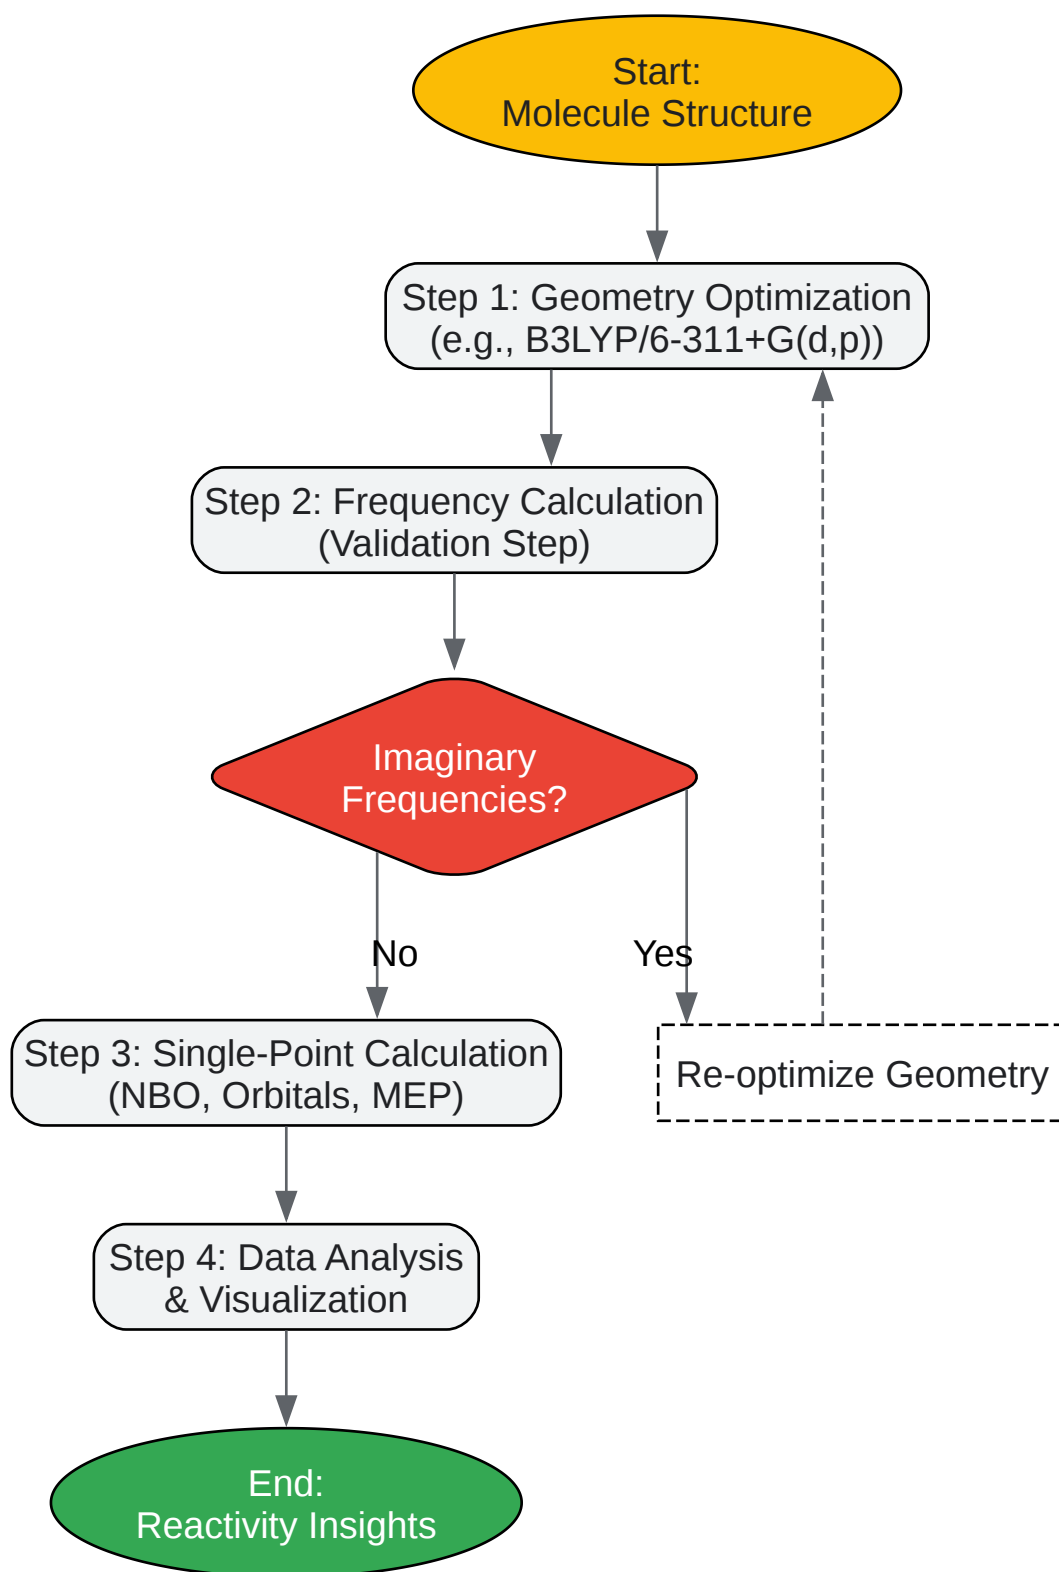 Start:
Molecule Structure
Step 1: Geometry Optimization
(e.g., B3LYP/6-311+G(d,p))
Step 2: Frequency Calculation
(Validation Step)
Imaginary
Frequencies?
No
Yes
Step 3: Single-Point Calculation
(NBO, Orbitals, MEP)
Re-optimize Geometry
Step 4: Data Analysis
& Visualization
End:
Reactivity Insights